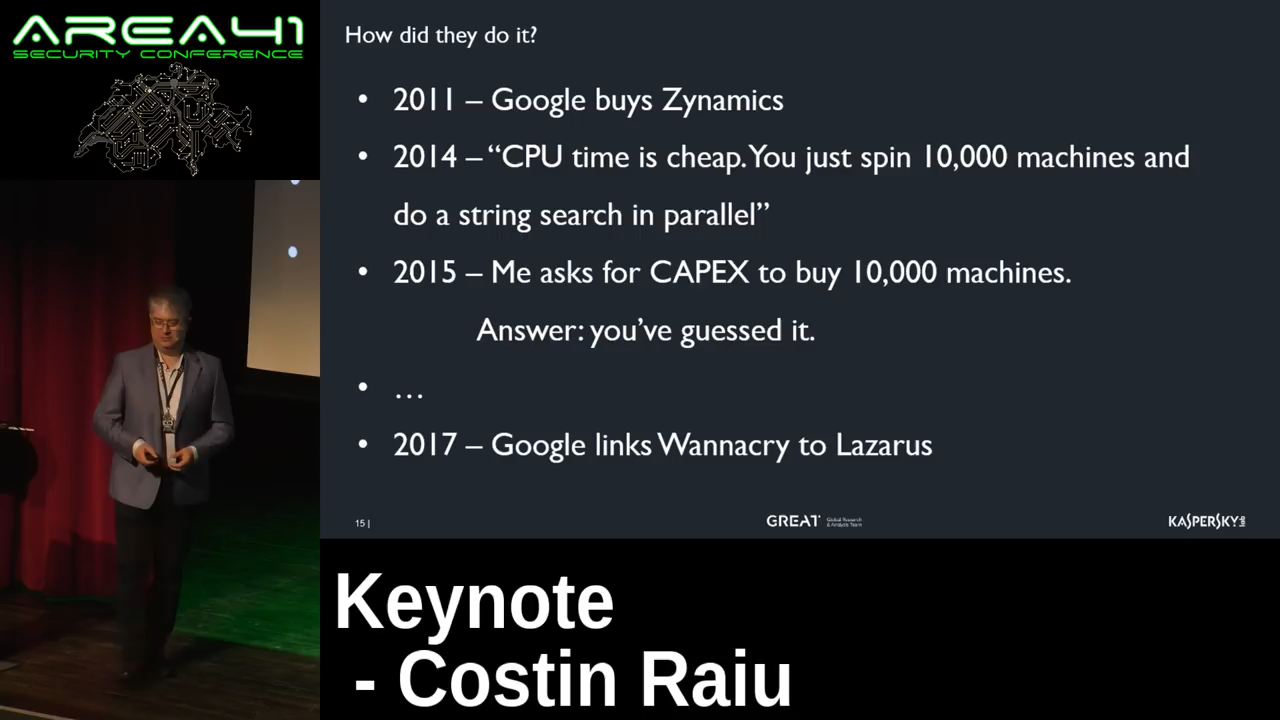 AREA41
SECURITY CONFERENCE
How did they do it?
• 2011 – Google buys Zynamics
• 2014 – “CPU time is cheap. You just spin 10,000 machines and
do a string search in parallel”
• 2015 – Me asks for CAPEX to buy 10,000 machines.
Answer: you’ve guessed it.
• …
• 2017 – Google links Wannacry to Lazarus
15 |
GREAT Global Research
& Analysis Team
KASPERSKY lab
Keynote
- Costin Raiu